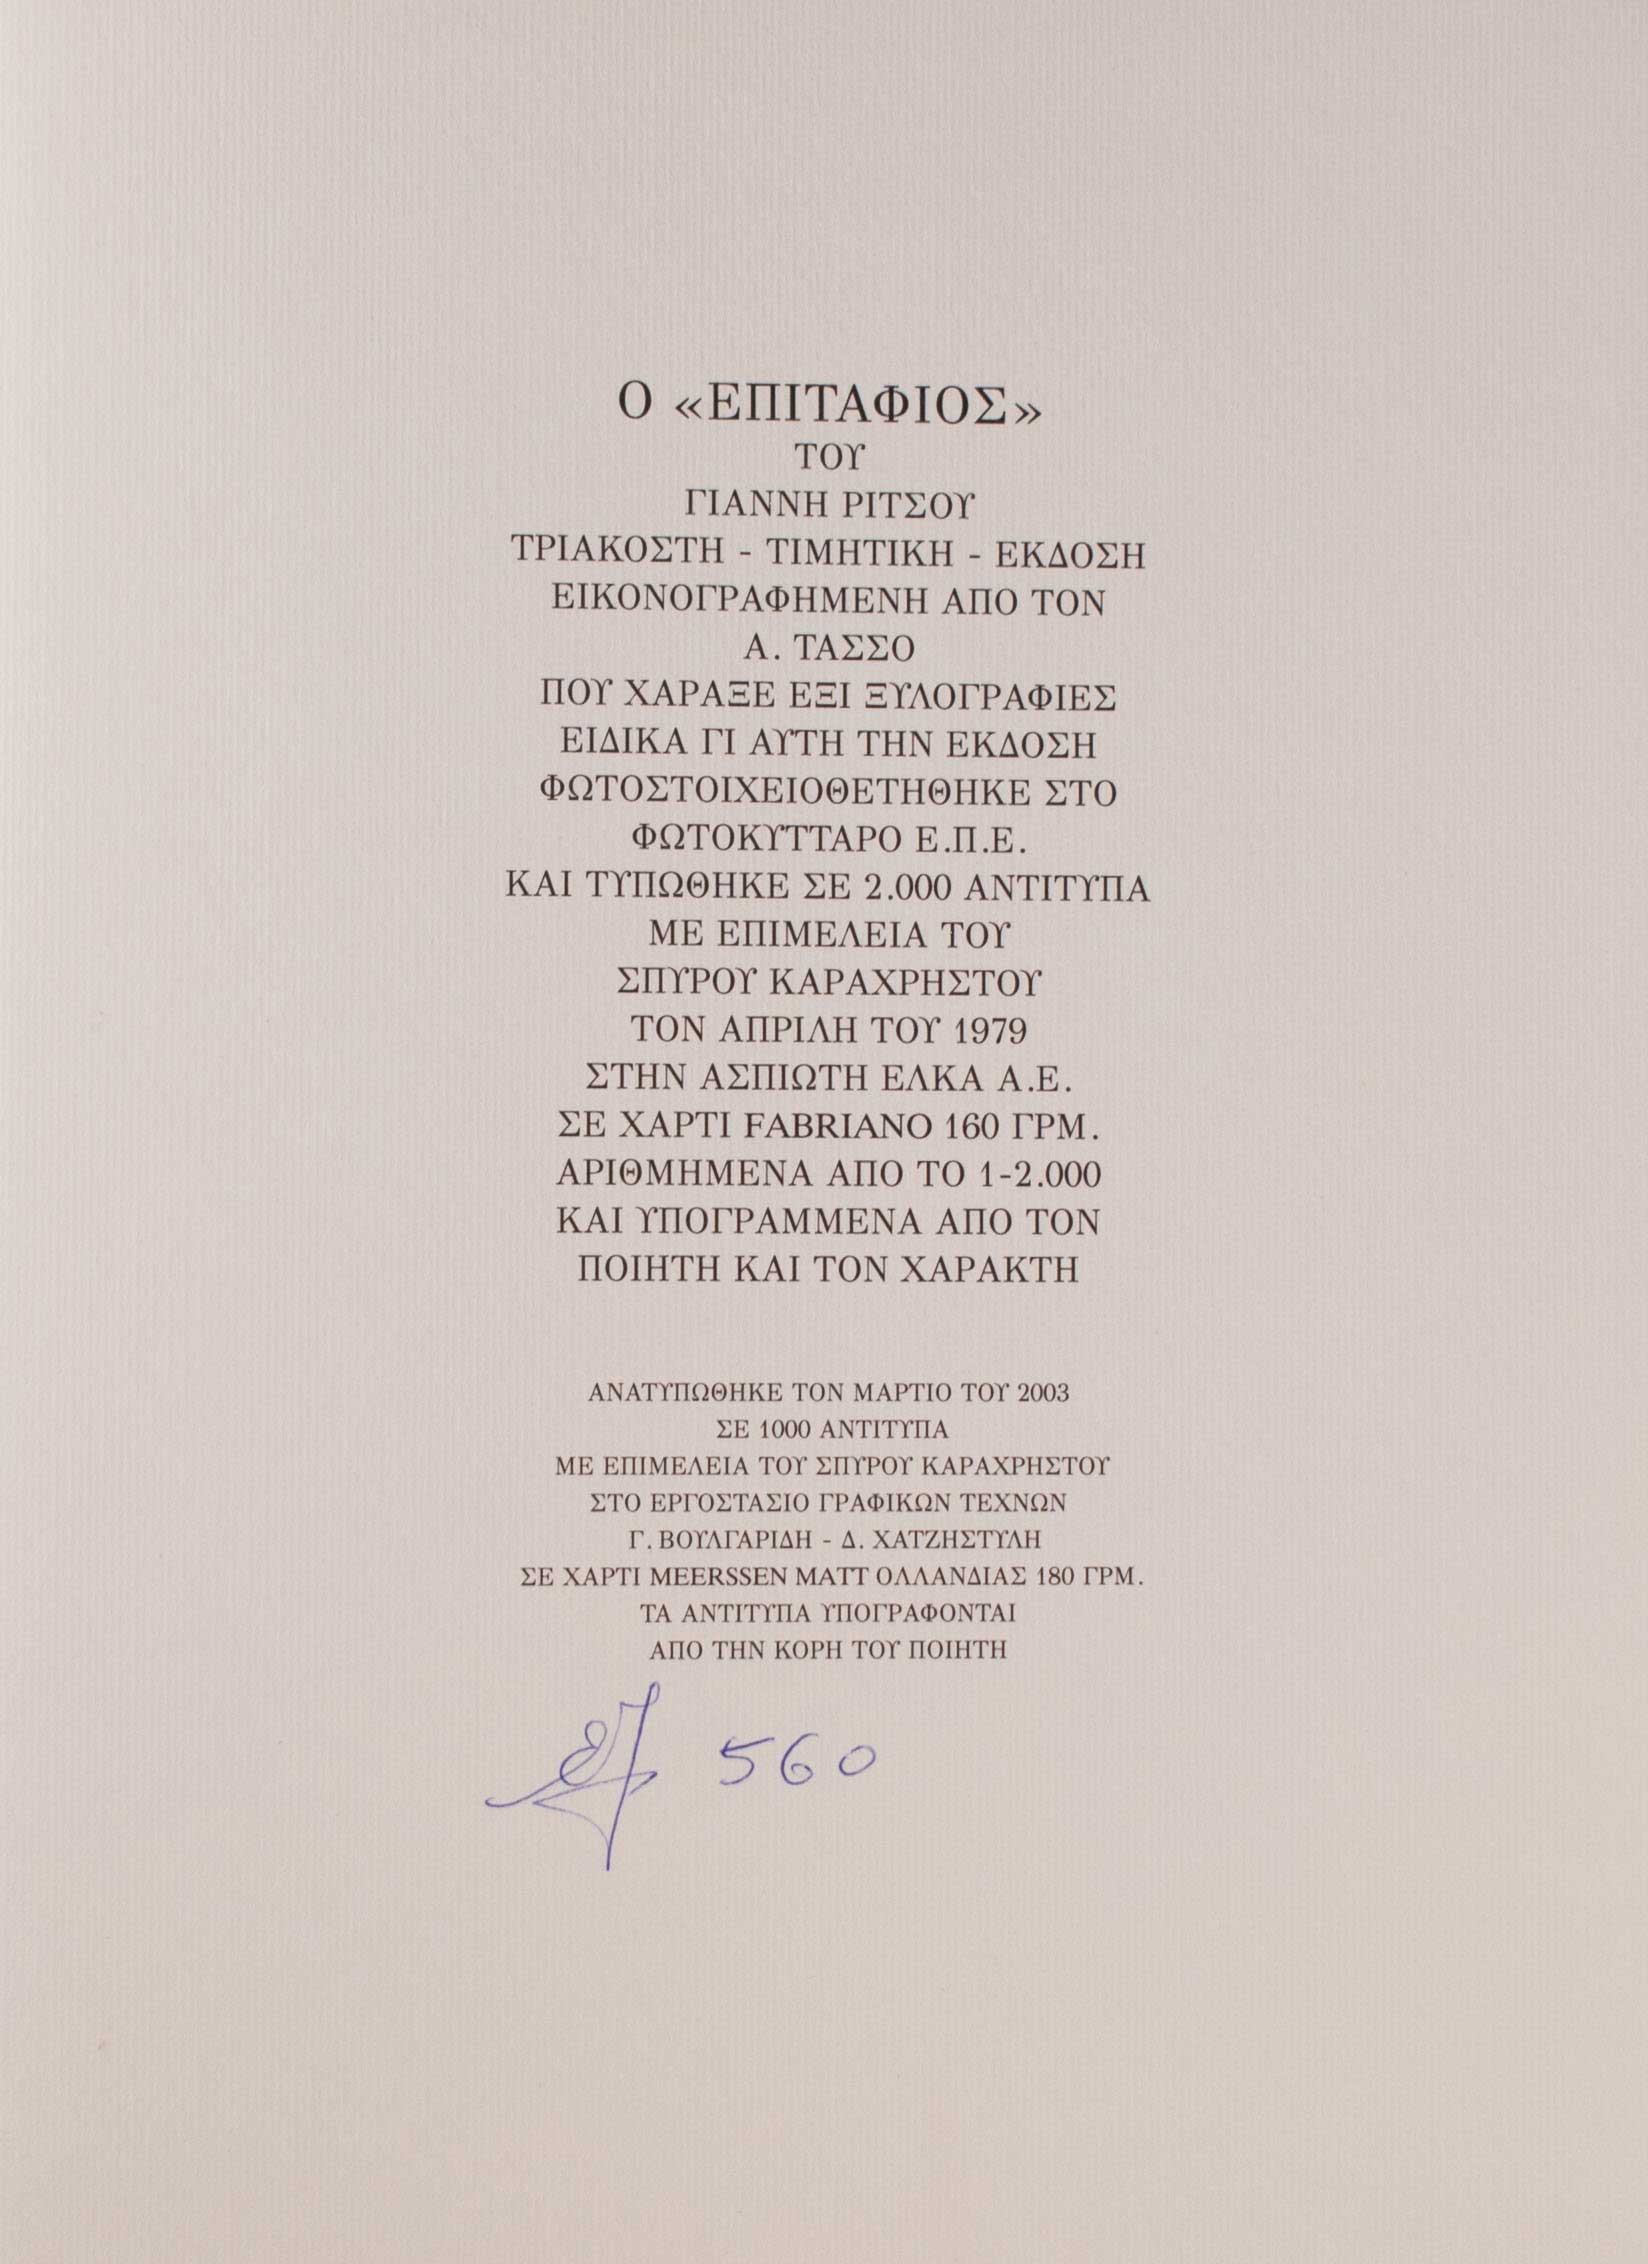 Ο «ΕΠΙΤΑΦΙΟΣ»
ΤΟΥ
ΓΙΑΝΝΗ ΡΙΤΣΟΥ
ΤΡΙΑΚΟΣΤΗ - ΤΙΜΗΤΙΚΗ - ΕΚΔΟΣΗ
ΕΙΚΟΝΟΓΡΑΦΗΜΕΝΗ ΑΠΟ ΤΟΝ
Α. ΤΑΣΣΟ
ΠΟΥ ΧΑΡΑΞΕ ΕΞΙ ΞΥΛΟΓΡΑΦΙΕΣ
ΕΙΔΙΚΑ ΓΙ ΑΥΤΗ ΤΗΝ ΕΚΔΟΣΗ
ΦΩΤΟΣΤΟΙΧΕΙΟΘΕΤΗΘΗΚΕ ΣΤΟ
ΦΩΤΟΚΥΤΤΑΡΟ Ε.Π.Ε.
ΚΑΙ ΤΥΠΩΘΗΚΕ ΣΕ 2.000 ΑΝΤΙΤΥΠΑ
ΜΕ ΕΠΙΜΕΛΕΙΑ ΤΟΥ
ΣΠΥΡΟΥ ΚΑΡΑΧΡΗΣΤΟΥ
ΤΟΝ ΑΠΡΙΛΗ ΤΟΥ 1979
ΣΤΗΝ ΑΣΠΙΩΤΗ ΕΛΚΑ Α.Ε.
ΣΕ ΧΑΡΤΙ FABRIANO 160 ΓΡΜ.
ΑΡΙΘΜΗΜΕΝΑ ΑΠΟ ΤΟ 1-2.000
ΚΑΙ ΥΠΟΓΡΑΜΜΕΝΑ ΑΠΟ ΤΟΝ
ΠΟΙΗΤΗ ΚΑΙ ΤΟΝ ΧΑΡΑΚΤΗ
ΑΝΑΤΥΠΩΘΗΚΕ ΤΟΝ ΜΑΡΤΙΟ ΤΟΥ 2003
ΣΕ 1000 ΑΝΤΙΤΥΠΑ
ΜΕ ΕΠΙΜΕΛΕΙΑ ΤΟΥ ΣΠΥΡΟΥ ΚΑΡΑΧΡΗΣΤΟΥ
ΣΤΟ ΕΡΓΟΣΤΑΣΙΟ ΓΡΑΦΙΚΩΝ ΤΕΧΝΩΝ
Γ. ΒΟΥΛΓΑΡΙΔΗ - Δ. ΧΑΤΖΗΣΤΥΛΗ
ΣΕ ΧΑΡΤΙ MEERSSEN MATT ΟΛΛΑΝΔΙΑΣ 180 ΓΡΜ.
ΤΑ ΑΝΤΙΤΥΠΑ ΥΠΟΓΡΑΦΟΝΤΑΙ
ΑΠΟ ΤΗΝ ΚΟΡΗ ΤΟΥ ΠΟΙΗΤΗ
560